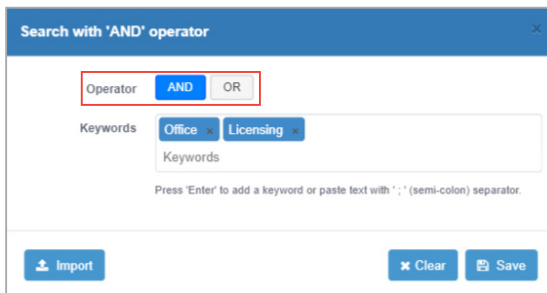 Search with 'AND' operator ×
Operator AND OR
Keywords Office × Licensing ×
Keywords
Press 'Enter' to add a keyword or paste text with ' ; ' (semi-colon) separator.
Import × Clear Save